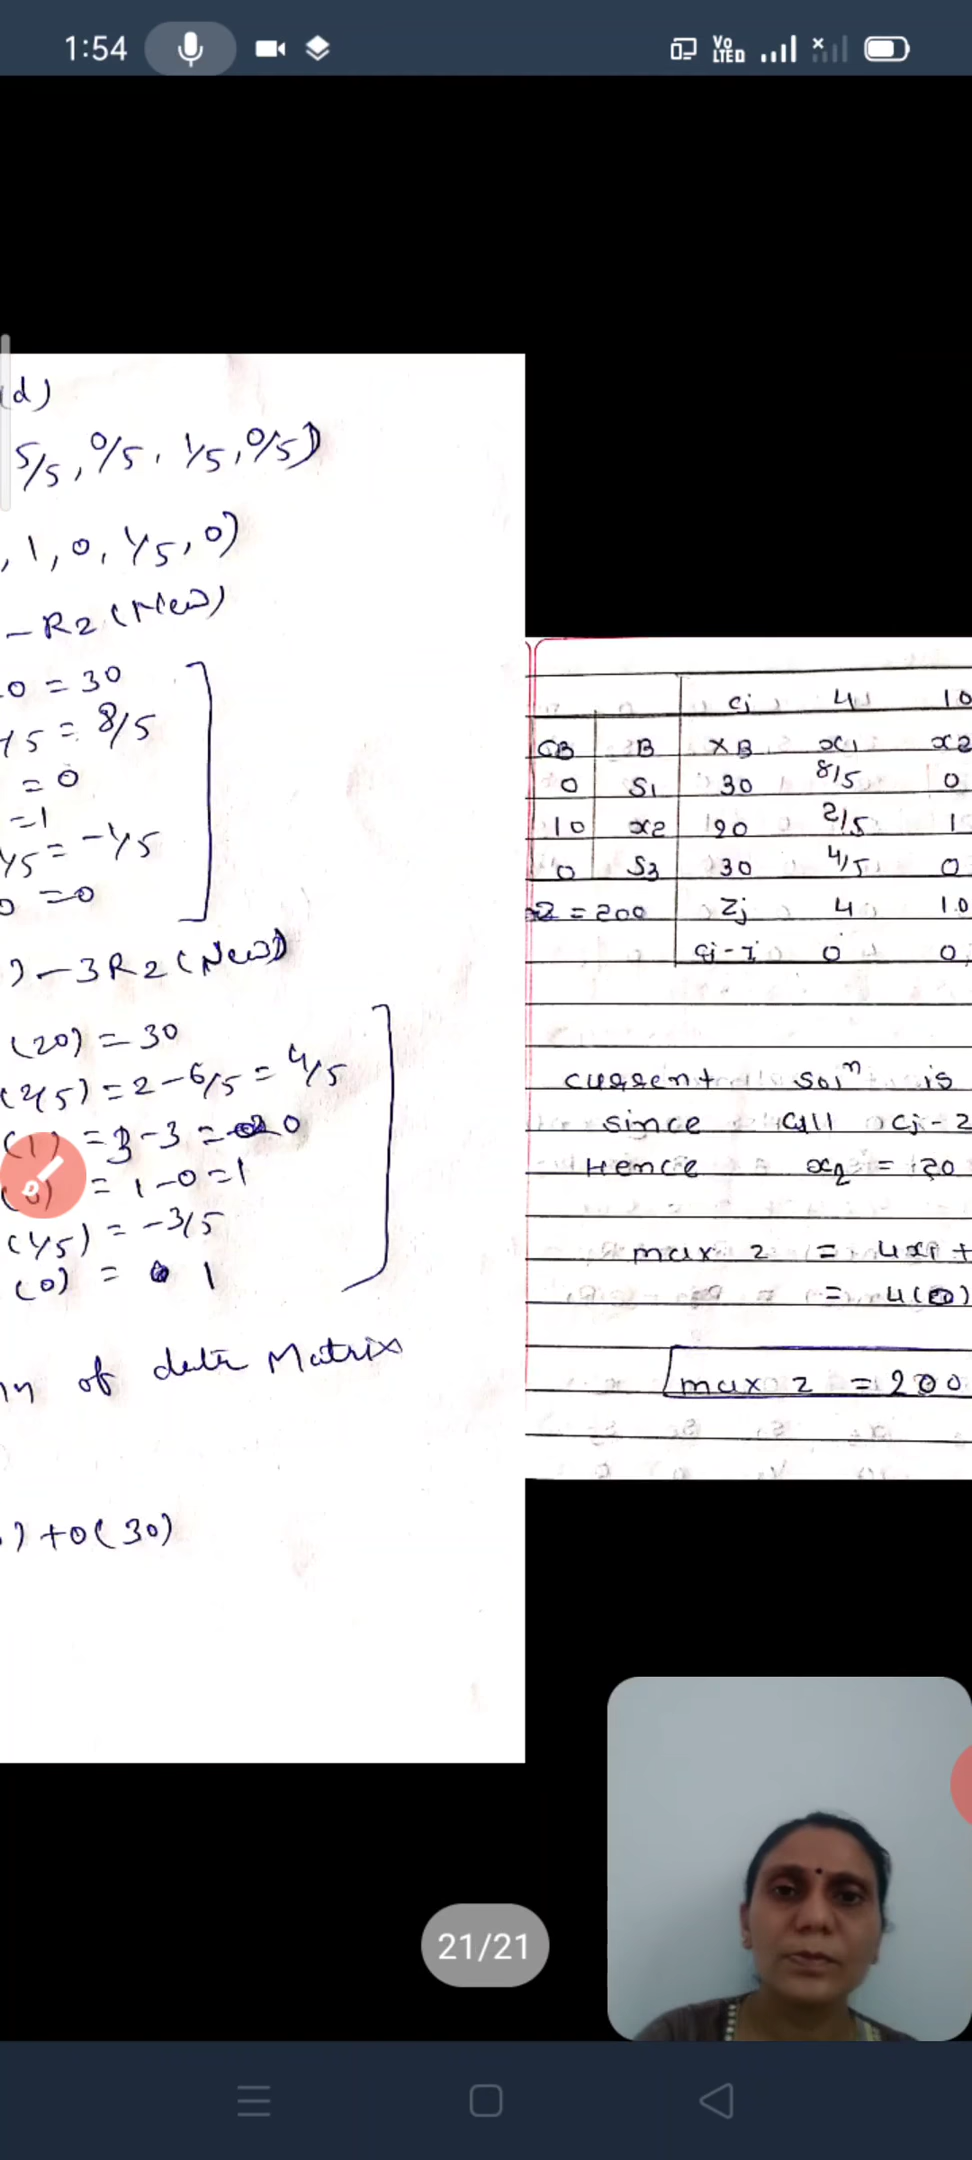 1:54
Vo LTE D
(d)
5/5, 0/5, 1/5, 0/5)
, 1, 0, 1/5, 0)
- R2 (New)
0 = 30
1/5 = 8/5
= 0
= 1
1/5 = -1/5
0 = 0
) - 3R2 (New)
(20) = 30
(2/5) = 2 - 6/5 = 4/5
(1) = 3 - 3 = 0
(0) = 1 - 0 = 1
(1/5) = -3/5
(0) = 1
of Matrix
) + 0(30)
Cj 4 10
CB B XB x1 x2
0 S1 30 8/5 0
10 x2 20 2/5 1
0 S3 30 4/5 0
Z = 200 Zj 4 10
Cj-z 0 0
current soln is
since all cj-z
Hence x2 = 20
max z = 4x1 +
= 4(0)
max z = 200
21/21